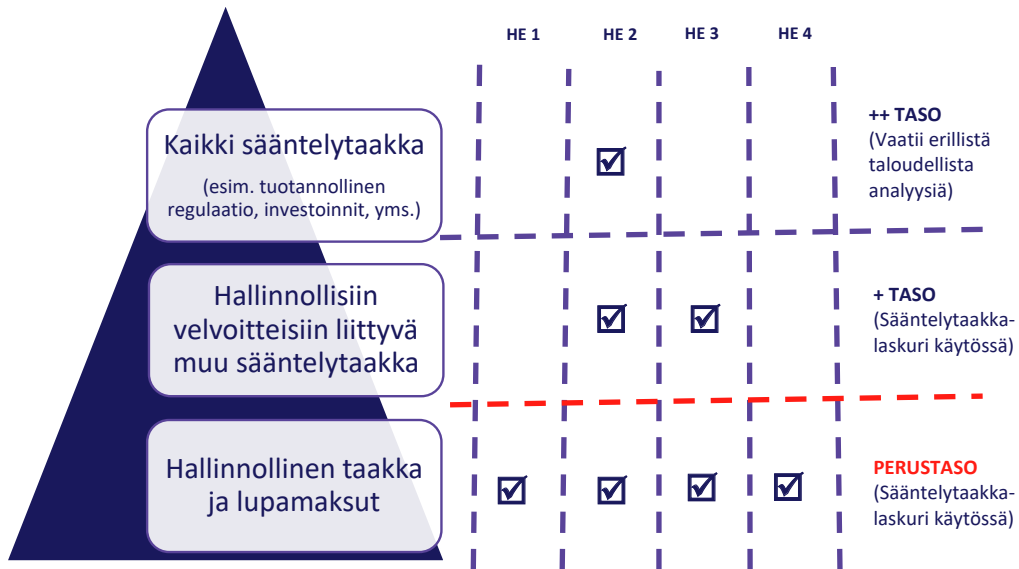 HE 1
HE 2
HE 3
HE 4
Kaikki sääntelytaakka
(esim. tuotannollinen
regulaatio, investoinnit, yms.)
++ TASO
(Vaatii erillistä
taloudellista
analyysiä)
Hallinnollisiin
velvoitteisiin liittyvä
muu sääntelytaakka
+ TASO
(Sääntelytaakka-
laskuri käytössä)
Hallinnollinen taakka
ja lupamaksut
PERUSTASO
(Sääntelytaakka-
laskuri käytössä)